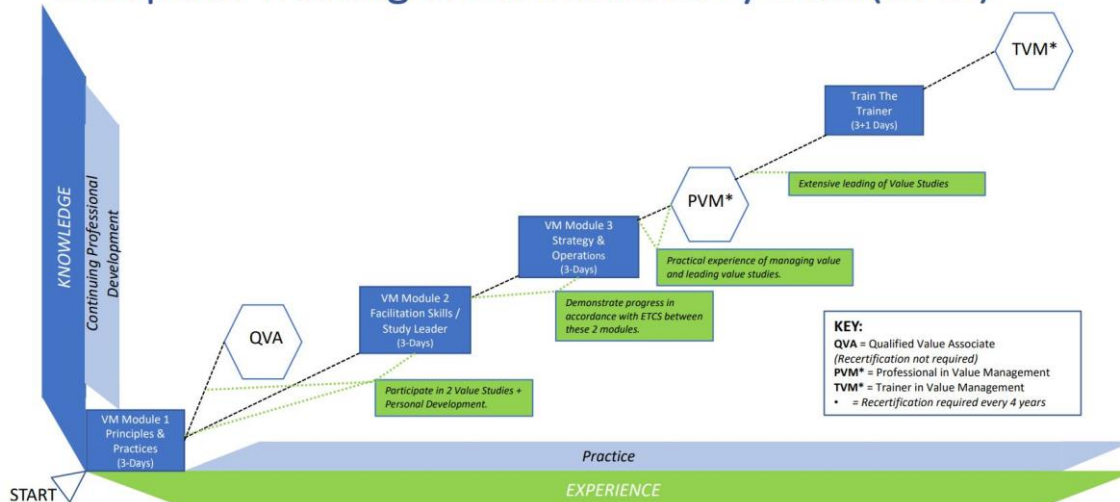 KNOWLEDGE
Continuing Professional
Development
START
VM Module 1
Principles &
Practices
(3-Days)
QVA
Participate in 2 Value Studies +
Personal Development.
VM Module 2
Facilitation Skills /
Study Leader
(3-Days)
Demonstrate progress in
accordance with ETCS between
these 2 modules.
VM Module 3
Strategy &
Operations
(3-Days)
Practical experience of managing value
and leading value studies.
PVM*
Extensive leading of Value Studies
Train The
Trainer
(3+1 Days)
TVM*
KEY:
QVA = Qualified Value Associate
(Recertification not required)
PVM* = Professional in Value Management
TVM* = Trainer in Value Management
• = Recertification required every 4 years
Practice
EXPERIENCE